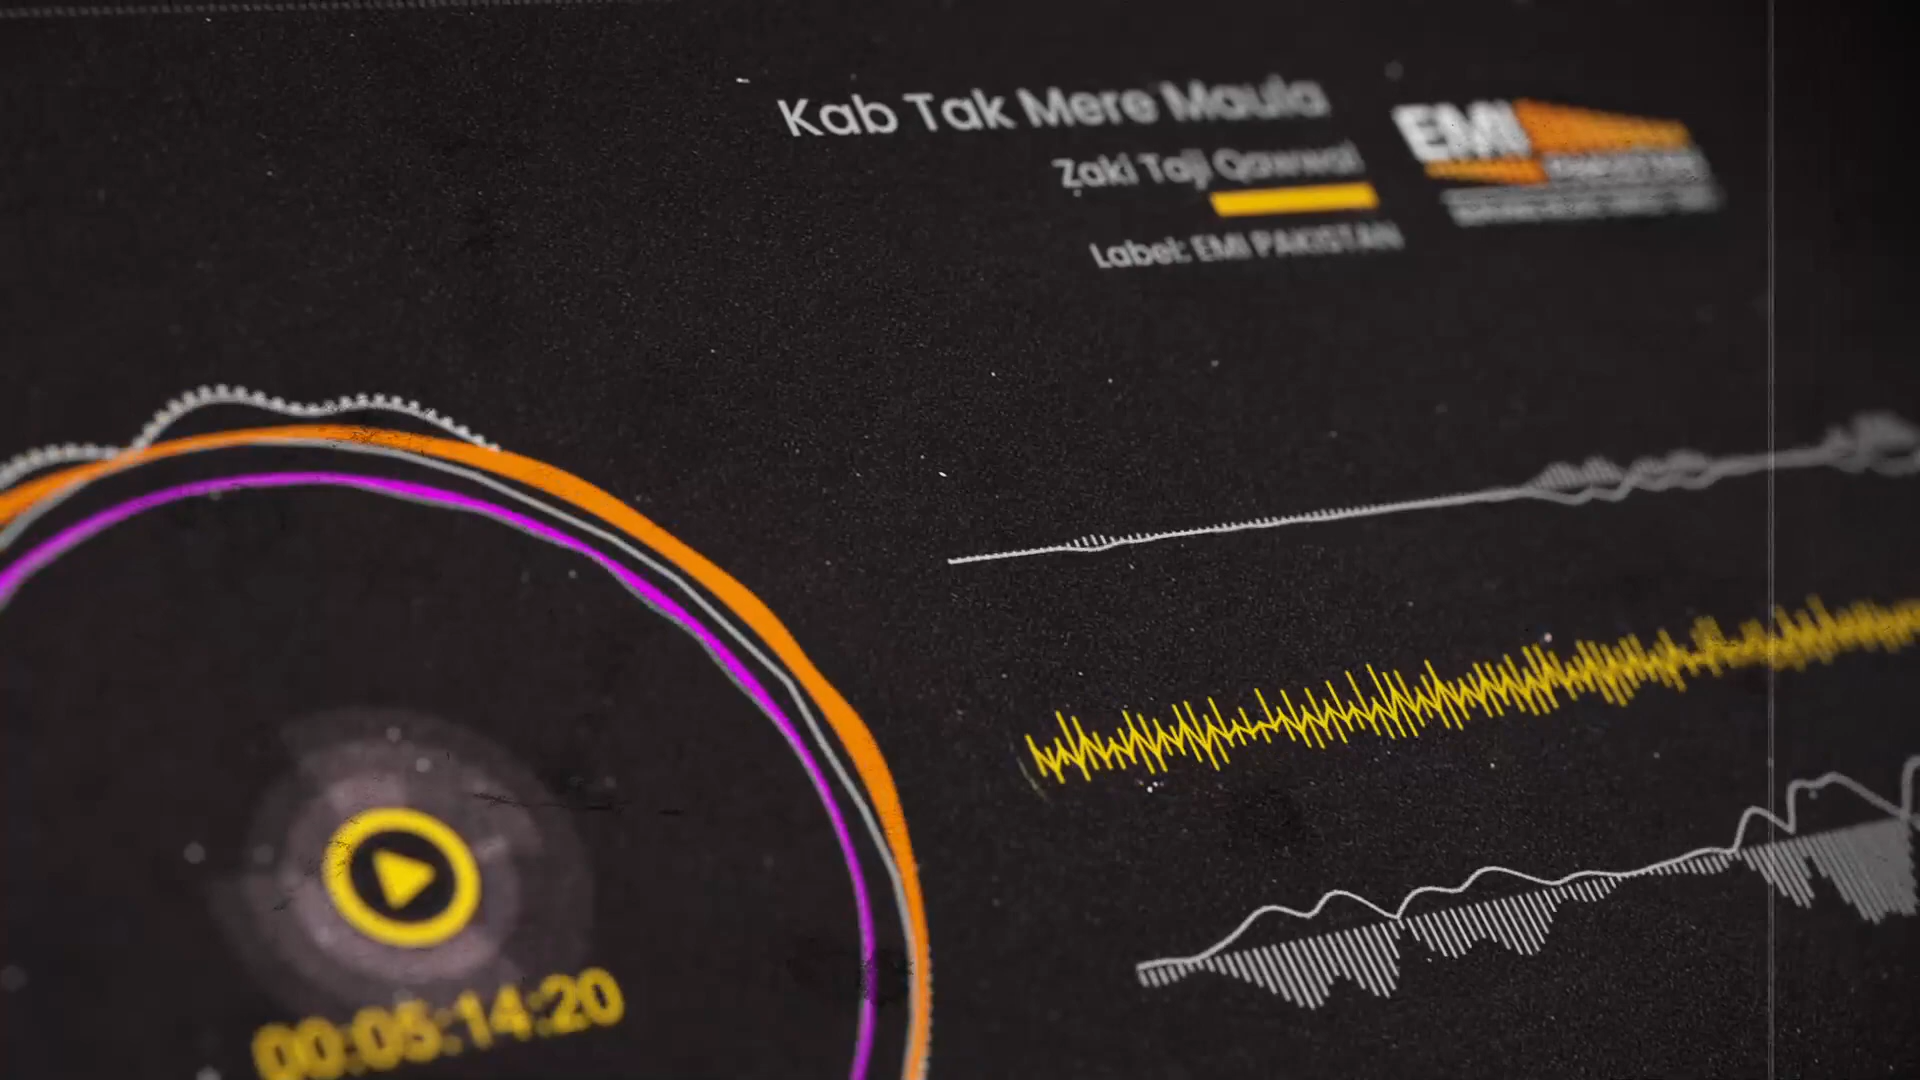 Kab Tak Mere Maula
Zaki Taji Qawwal
Label: EMI PAKISTAN
EMI
00:05:14:20